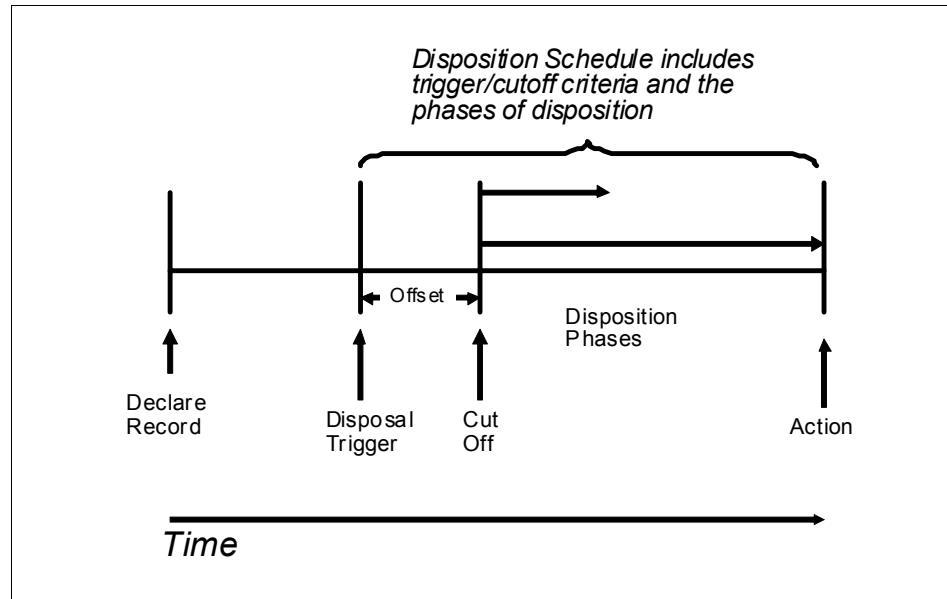 Disposition Schedule includes
trigger/cutoff criteria and the
phases of disposition
Offset
Disposition
Phases
Declare
Record
Disposal
Trigger
Cut
Off
Action
Time